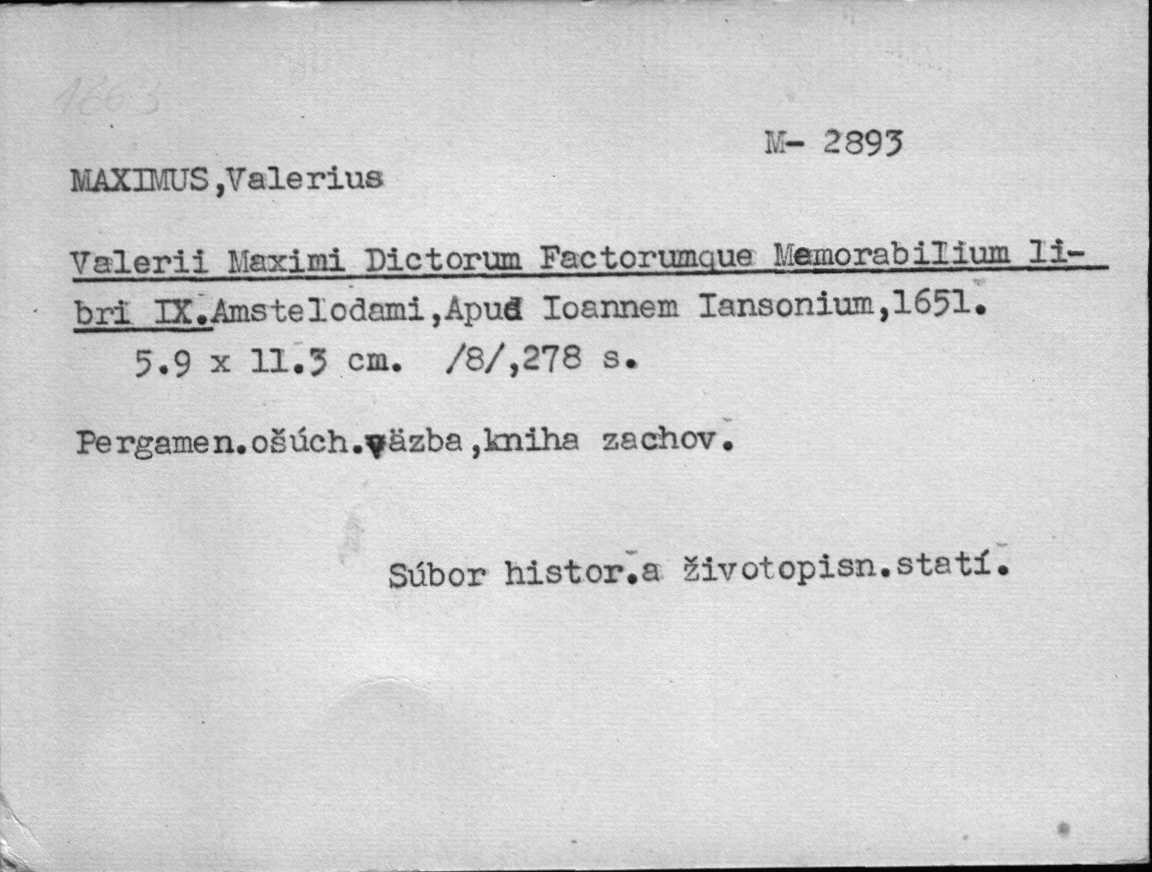 1863
M- 2893
MAXIMUS,Valerius
Valerii Maximi Dictorum Factorumque Memorabilium li-
bri IX.Amstelodami,Apud Ioannem Iansonium,1651.
5.9 x 11.3 cm. /8/,278 s.
Pergamen.ošúch.väzba,kniha zachov.
Súbor histor.a životopisn.statí.